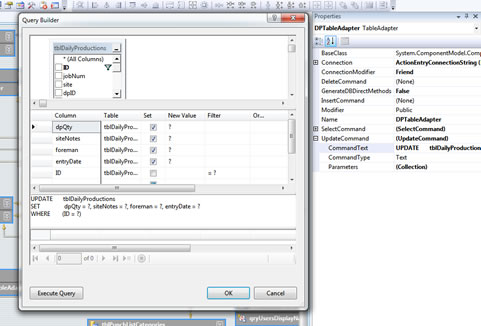 Query Builder
tblDailyProductions
* (All Columns)
ID
jobNum
site
dpID
Column Table Set New Value Filter Or...
dpQty tblDailyPro... ?
siteNotes tblDailyPro... ?
foreman tblDailyPro... ?
entryDate tblDailyPro... ?
ID tblDailyPro... = ?
UPDATE tblDailyProductions
SET dpQty = ?, siteNotes = ?, foreman = ?, entryDate = ?
WHERE (ID = ?)
0 of 0
Execute Query OK Cancel
tblPunchListCategories
qryUsersDisplayN
Properties
DPTableAdapter TableAdapter
BaseClass System.ComponentModel.Comp
Connection ActionEntryConnectionString (
ConnectionModifier Friend
DeleteCommand (None)
GenerateDBDirectMethods False
InsertCommand (None)
Modifier Public
Name DPTableAdapter
SelectCommand (SelectCommand)
UpdateCommand (UpdateCommand)
CommandText UPDATE tblDailyProduction
CommandType Text
Parameters (Collection)